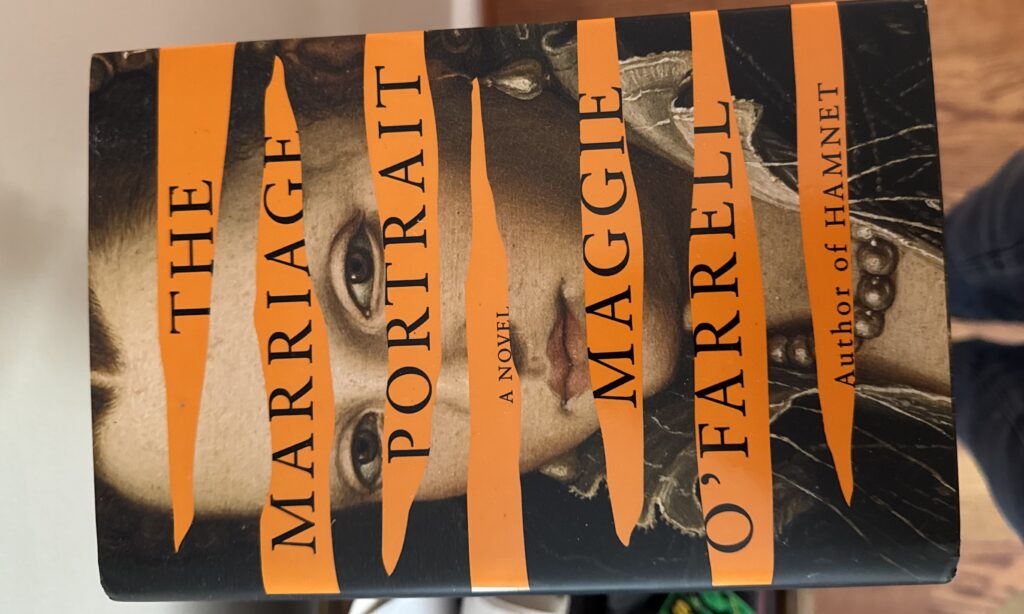 THE
MARRIAGE
PORTRAIT
A NOVEL
MAGGIE
O'FARRELL
Author of HAMNET